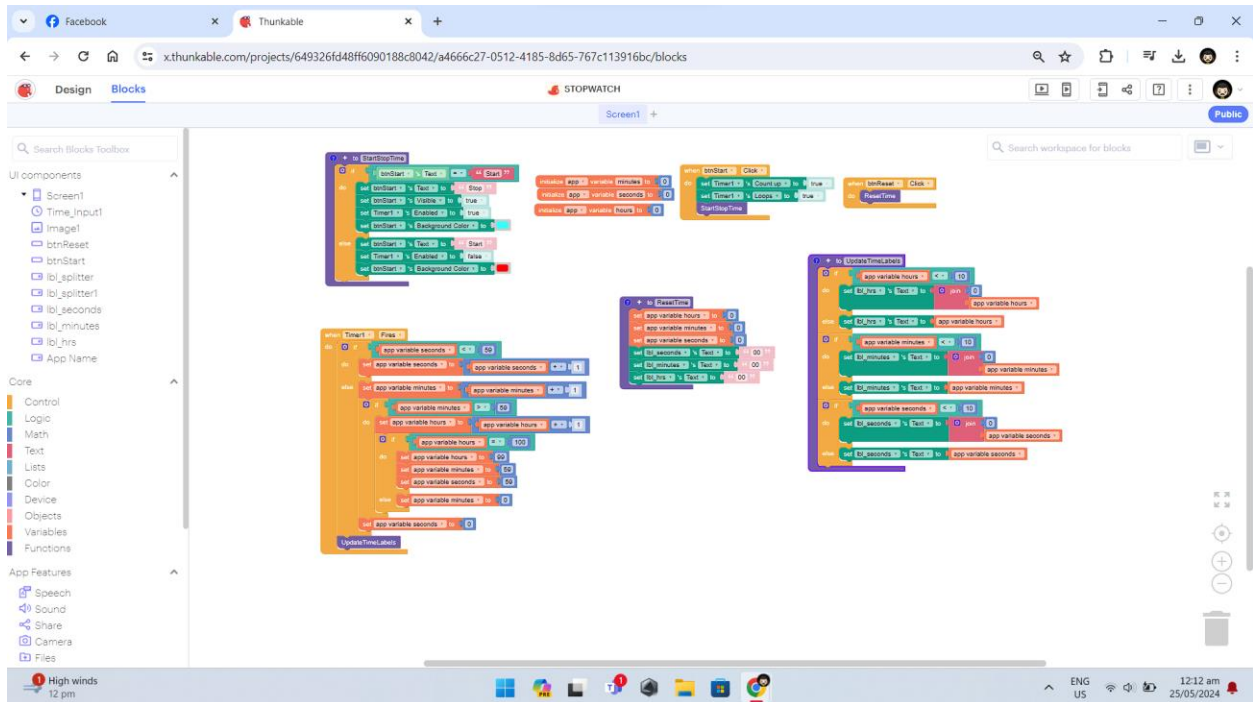 Facebook
Thunkable
x.thunkable.com/projects/649326fd48ff6090188c8042/a4666c27-0512-4185-8d65-767c113916bc/blocks
Design Blocks
STOPWATCH
Screen1 +
Public
Search Blocks Toolbox
UI components
Screen1
Time_Input1
Image1
btnReset
btnStart
lbl_splitter
lbl_splitter1
lbl_seconds
lbl_minutes
lbl_hrs
App Name
Core
Control
Logic
Math
Text
Lists
Color
Device
Objects
Variables
Functions
App Features
Speech
Sound
Share
Camera
Files
Search workspace for blocks
? + to StartStopTime
if btnStart 's Text = “ Start ”
do set btnStart 's Text to “ Stop ”
set btnStart 's Visible to true
set Timer1 's Enabled to true
set btnStart 's Background Color to
else set btnStart 's Text to “ Start ”
set Timer1 's Enabled to false
set btnStart 's Background Color to
initialize app variable minutes to 0
initialize app variable seconds to 0
initialize app variable hours to 0
when btnStart Click
do set Timer1 's Count up to true
set Timer1 's Loops to true
StartStopTime
when btnReset Click
do ResetTime
when Timer1 Fires
do if app variable seconds < 59
do set app variable seconds to app variable seconds + 1
else set app variable minutes to app variable minutes + 1
if app variable minutes > 59
do set app variable hours to app variable hours + 1
if app variable hours = 100
do set app variable hours to 99
set app variable minutes to 59
set app variable seconds to 59
else set app variable minutes to 0
set app variable seconds to 0
UpdateTimeLabels
? + to ResetTime
set app variable hours to 0
set app variable minutes to 0
set app variable seconds to 0
set lbl_seconds 's Text to “ 00 ”
set lbl_minutes 's Text to “ 00 ”
set lbl_hrs 's Text to “ 00 ”
? + to UpdateTimeLabels
if app variable hours < 10
do set lbl_hrs 's Text to join 0
app variable hours
else set lbl_hrs 's Text to app variable hours
if app variable minutes < 10
do set lbl_minutes 's Text to join 0
app variable minutes
else set lbl_minutes 's Text to app variable minutes
if app variable seconds < 10
do set lbl_seconds 's Text to join 0
app variable seconds
else set lbl_seconds 's Text to app variable seconds
1
High winds
12 pm
PRE
1
ENG
US
12:12 am
25/05/2024